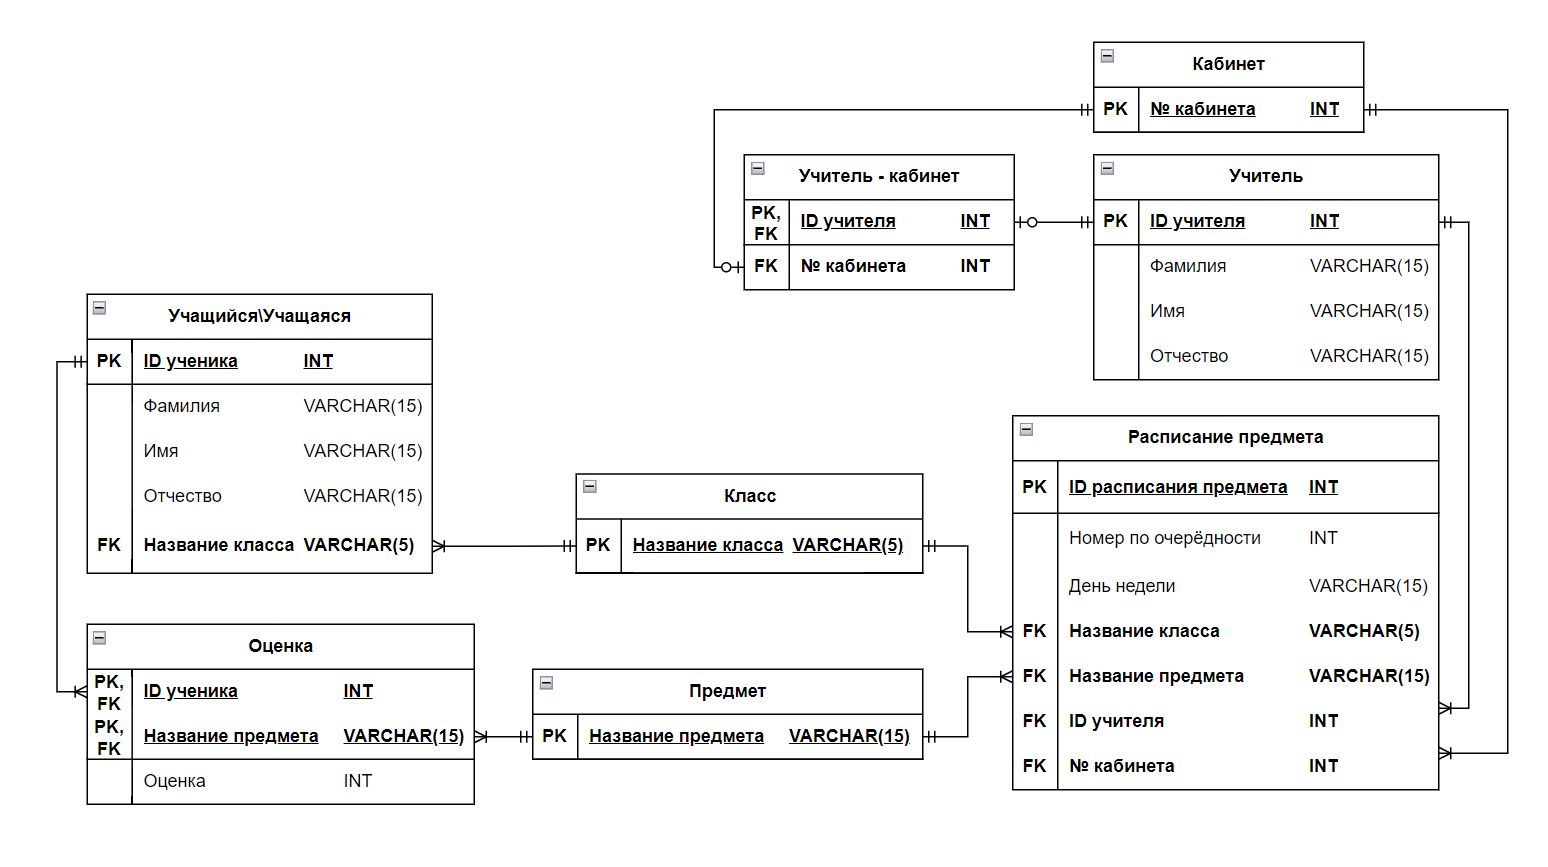 Кабинет
PK № кабинета INT
Учитель - кабинет
PK, FK ID учителя INT
FK № кабинета INT
Учитель
PK ID учителя INT
Фамилия VARCHAR(15)
Имя VARCHAR(15)
Отчество VARCHAR(15)
Учащийся\Учащаяся
PK ID ученика INT
Фамилия VARCHAR(15)
Имя VARCHAR(15)
Отчество VARCHAR(15)
FK Название класса VARCHAR(5)
Класс
PK Название класса VARCHAR(5)
Расписание предмета
PK ID расписания предмета INT
Номер по очерёдности INT
День недели VARCHAR(15)
FK Название класса VARCHAR(5)
FK Название предмета VARCHAR(15)
FK ID учителя INT
FK № кабинета INT
Оценка
PK, FK ID ученика INT
PK, FK Название предмета VARCHAR(15)
Оценка INT
Предмет
PK Название предмета VARCHAR(15)